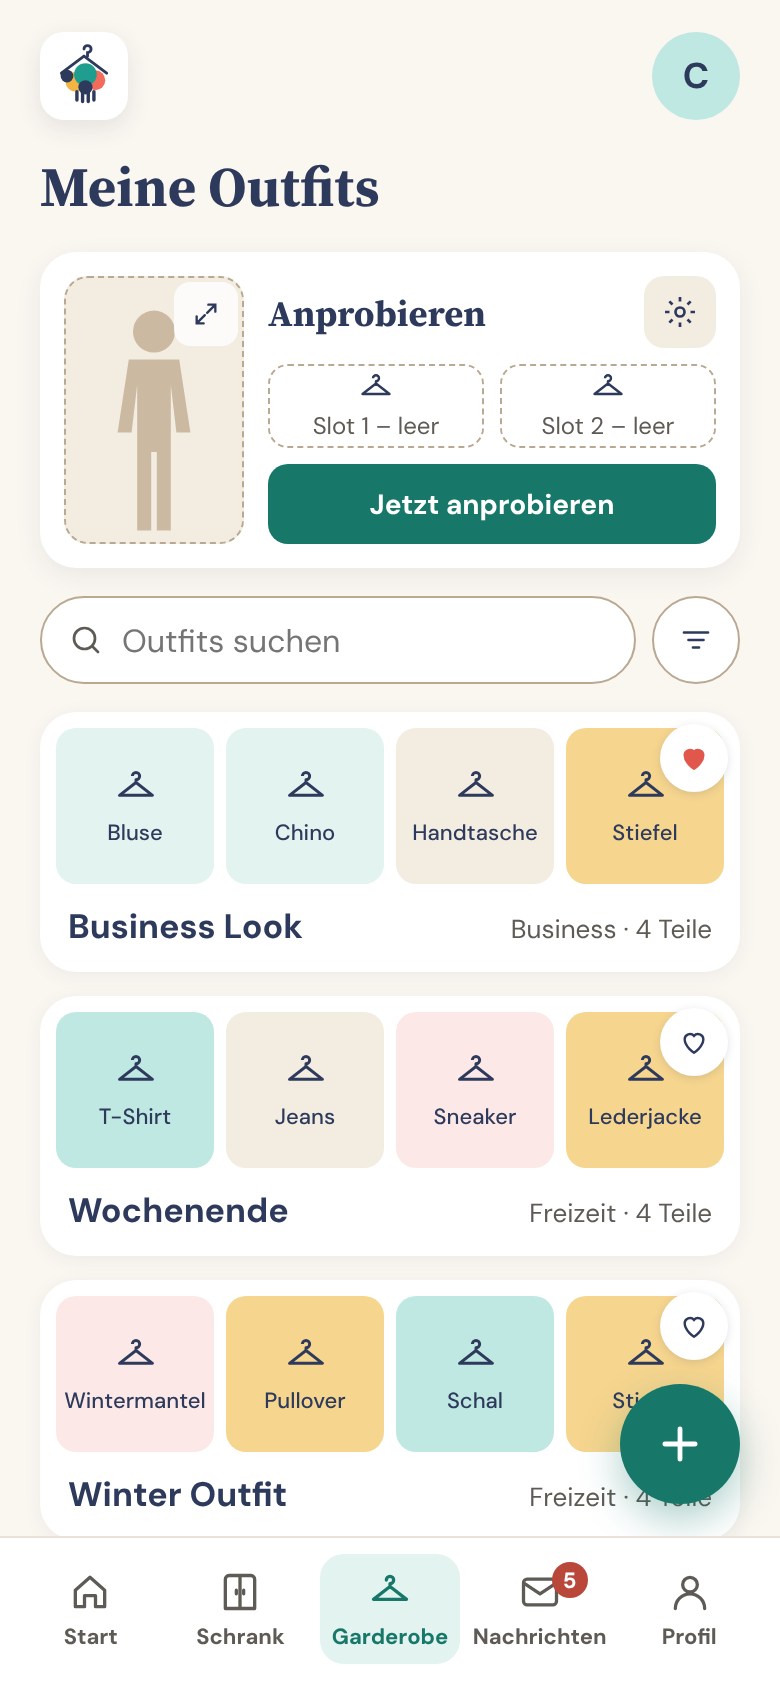 C
Meine Outfits
Anprobieren
Slot 1 – leer
Slot 2 – leer
Jetzt anprobieren
Outfits suchen
Bluse
Chino
Handtasche
Stiefel
Business Look
Business · 4 Teile
T-Shirt
Jeans
Sneaker
Lederjacke
Wochenende
Freizeit · 4 Teile
Wintermantel
Pullover
Schal
Winter Outfit
Freizeit · 4
5
Start
Schrank
Garderobe
Nachrichten
Profil